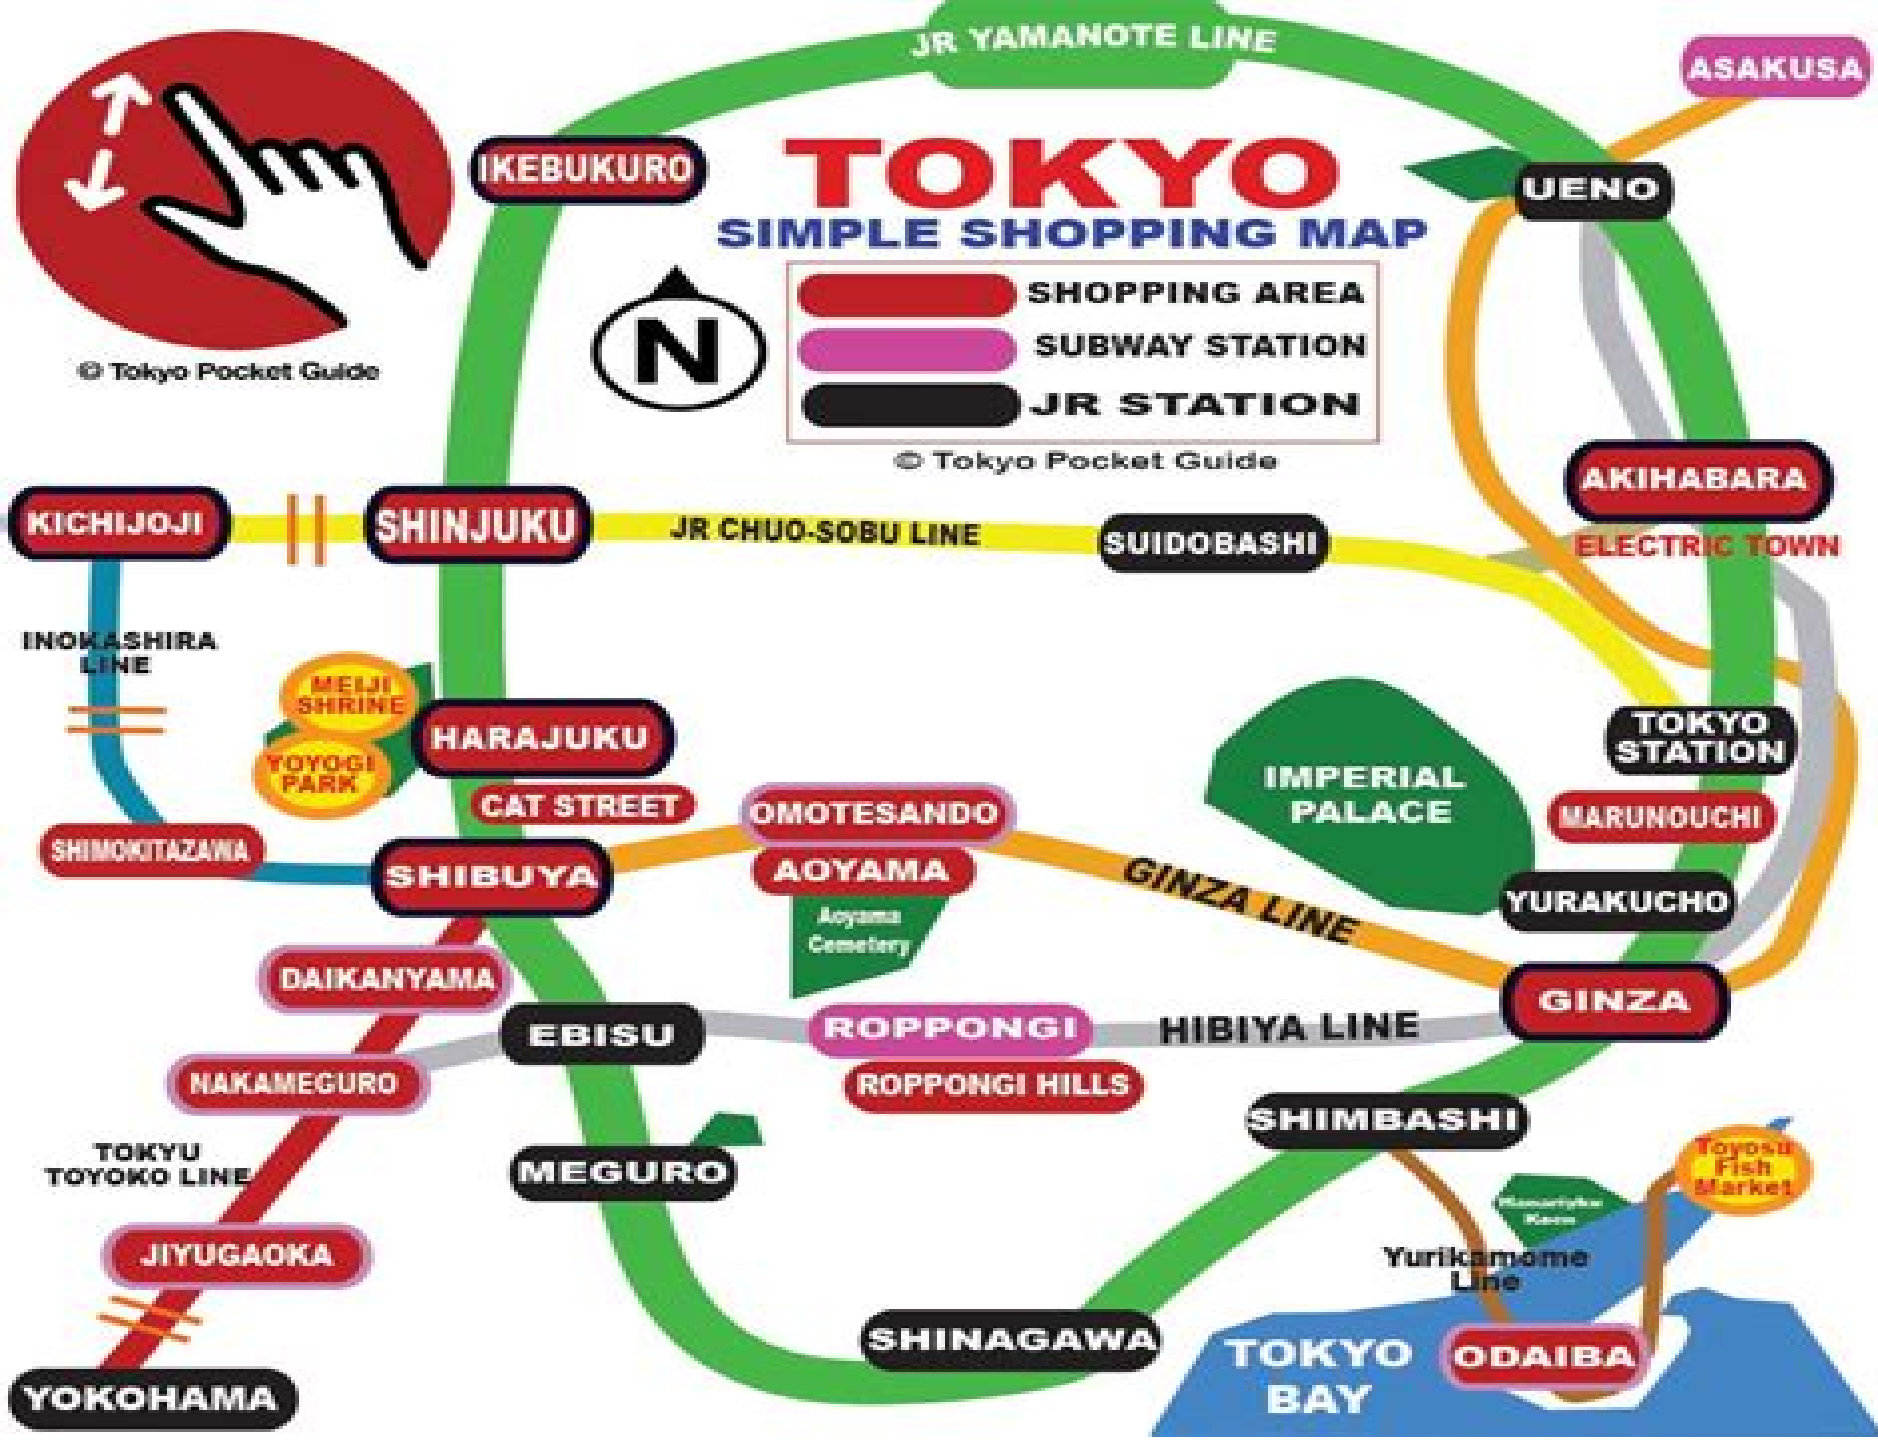 JR YAMANOTE LINE
ASAKUSA
IKEBUKURO
TOKYO
SIMPLE SHOPPING MAP
UENO
SHOPPING AREA
SUBWAY STATION
JR STATION
N
© Tokyo Pocket Guide
© Tokyo Pocket Guide
AKIHABARA
ELECTRIC TOWN
KICHIJOJI
SHINJUKU
JR CHUO-SOBU LINE
SUIDOBASHI
INOKASHIRA
LINE
MEIJI
SHRINE
YOYOGI
PARK
HARAJUKU
CAT STREET
OMOTESANDO
AOYAMA
Aoyama
Cemetery
IMPERIAL
PALACE
TOKYO
STATION
MARUNOUCHI
YURAKUCHO
SHIMOKITAZAWA
SHIBUYA
GINZA LINE
GINZA
DAIKANYAMA
EBISU
ROPPONGI
HIBIYA LINE
ROPPONGI HILLS
NAKAMEGURO
SHIMBASHI
TOKYU
TOYOKO LINE
MEGURO
Toyosu
Fish
Market
JIYUGAOKA
Yurikamome
Line
SHINAGAWA
TOKYO
BAY
ODAIBA
YOKOHAMA